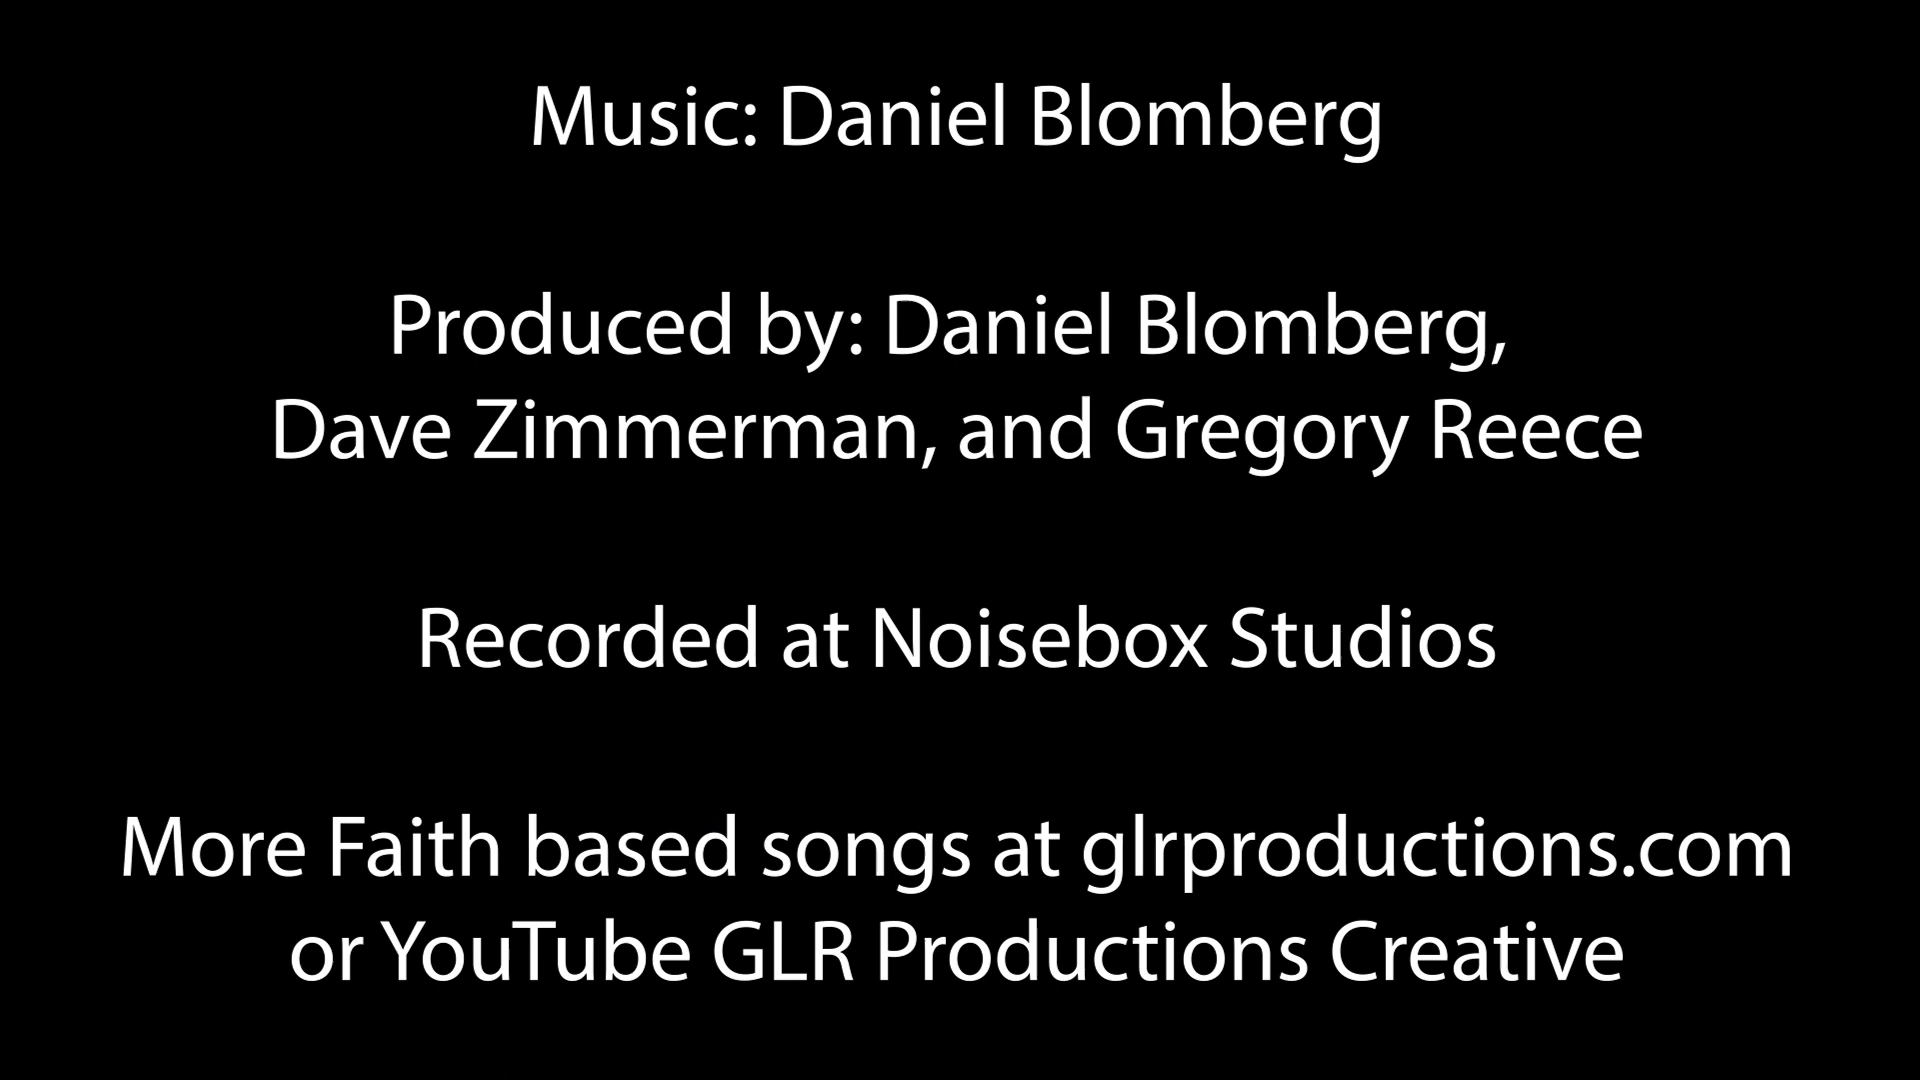 Music: Daniel Blomberg
Produced by: Daniel Blomberg,
Dave Zimmerman, and Gregory Reece
Recorded at Noisebox Studios
More Faith based songs at glrproductions.com
or YouTube GLR Productions Creative